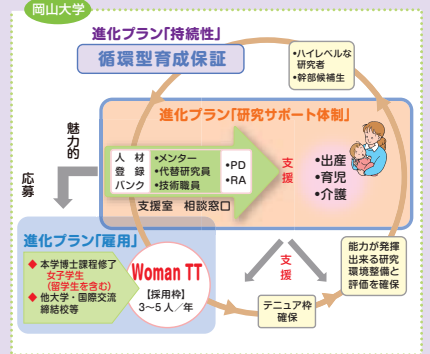 岡山大学
進化プラン「持続性」
循環型育成保証
•ハイレベルな
研究者
•幹部候補生
進化プラン「研究サポート体制」
魅力的
応募
人材
登録
バンク
•メンター
•代替研究員
•技術職員
•PD
•RA
支援
•出産
•育児
•介護
支援室 相談窓口
進化プラン「雇用」
◆ 本学博士課程修了
女子学生
(留学生を含む)
◆ 他大学・国際交流
締結校等
Woman TT
【採用枠】
3~5人/年
支援
テニュア枠
確保
能力が発揮
出来る研究
環境整備と
評価を確保